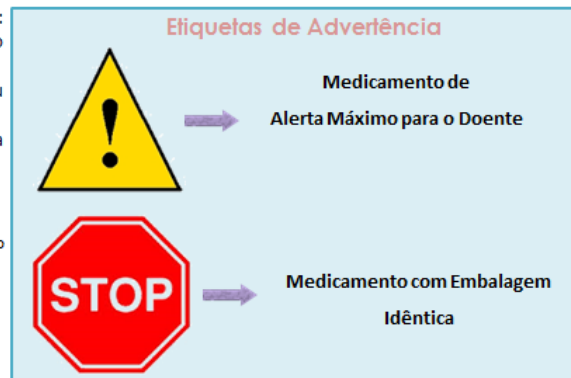 Etiquetas de Advertência
!
Medicamento de
Alerta Máximo para o Doente
STOP
Medicamento com Embalagem
Idêntica